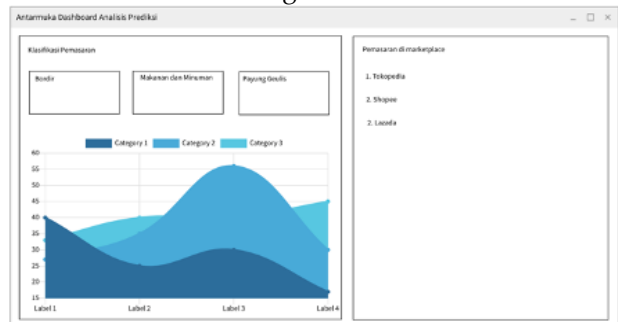 Antarmuka Dashboard Analisis Prediksi
Klasifikasi Pemasaran
Bordir
Makanan dan Minuman
Payung Geulis
Category 1
Category 2
Category 3
60
55
50
45
40
35
30
25
20
15
Label 1
Label 2
Label 3
Label 4
Pemasaran di marketplace
1. Tokopedia
2. Shopee
2. Lazada